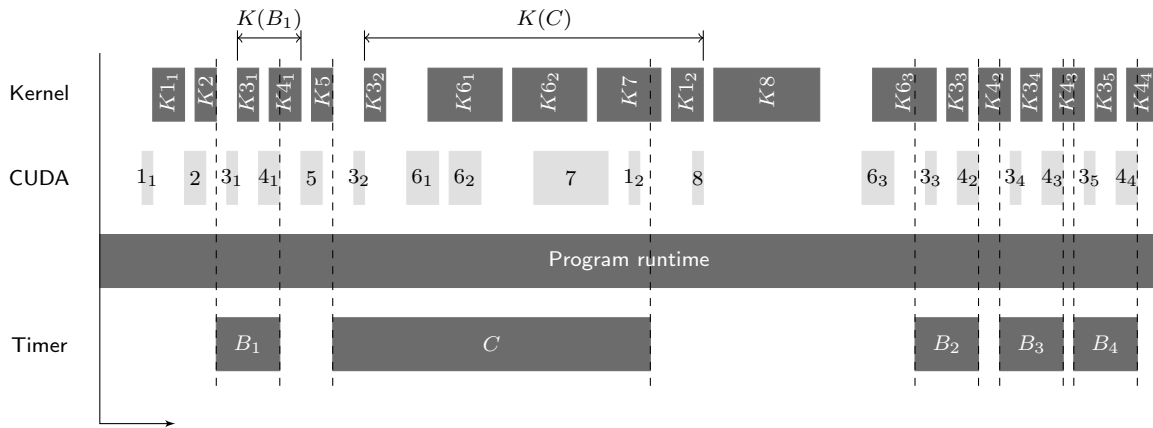 K(B₁) K(C)
Kernel K1₁ K2 K3₁ K4₁ K5 K3₂ K6₁ K6₂ K7 K1₂ K8 K6₃ K3₃ K4₂ K3₄ K4₃ K3₅ K4₄
CUDA 1₁ 2 3₁ 4₁ 5 3₂ 6₁ 6₂ 7 1₂ 8 6₃ 3₃ 4₂ 3₄ 4₃ 3₅ 4₄
Program runtime
Timer B₁ C B₂ B₃ B₄